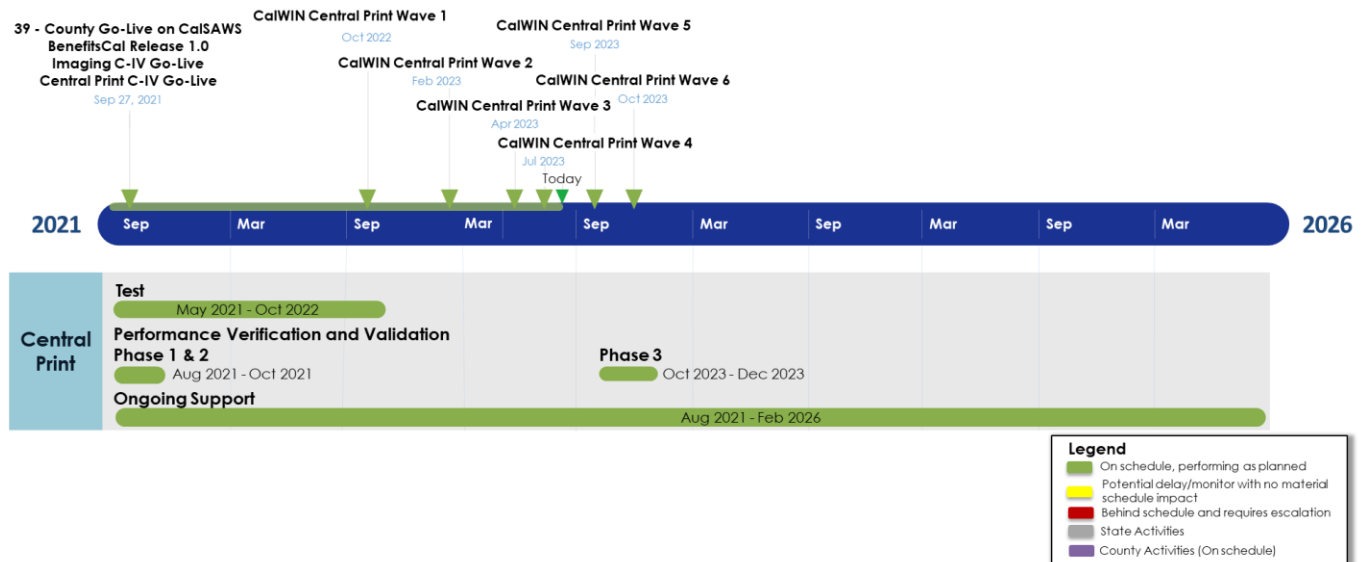 39 - County Go-Live on CalSAWS
BenefitsCal Release 1.0
Imaging C-IV Go-Live
Central Print C-IV Go-Live
Sep 27, 2021
CalWIN Central Print Wave 1
Oct 2022
CalWIN Central Print Wave 2
Feb 2023
CalWIN Central Print Wave 3
Apr 2023
CalWIN Central Print Wave 4
Jul 2023
CalWIN Central Print Wave 5
Sep 2023
CalWIN Central Print Wave 6
Oct 2023
Today
2021 Sep Mar Sep Mar Sep Mar Sep Mar Sep Mar 2026
Central
Print
Test
May 2021 - Oct 2022
Performance Verification and Validation
Phase 1 & 2
Aug 2021 - Oct 2021
Phase 3
Oct 2023 - Dec 2023
Ongoing Support
Aug 2021 - Feb 2026
Legend
On schedule, performing as planned
Potential delay/monitor with no material
schedule impact
Behind schedule and requires escalation
State Activities
County Activities (On schedule)